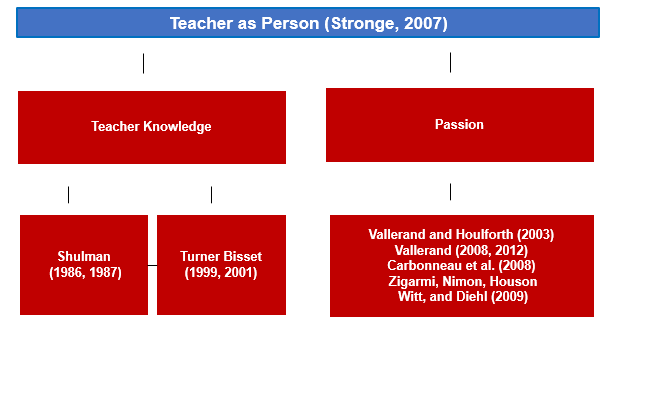 Teacher as Person (Stronge, 2007)
Teacher Knowledge
Passion
Shulman
(1986, 1987)
Turner Bisset
(1999, 2001)
Vallerand and Houlforth (2003)
Vallerand (2008, 2012)
Carbonneau et al. (2008)
Zigarmi, Nimon, Houson
Witt, and Diehl (2009)